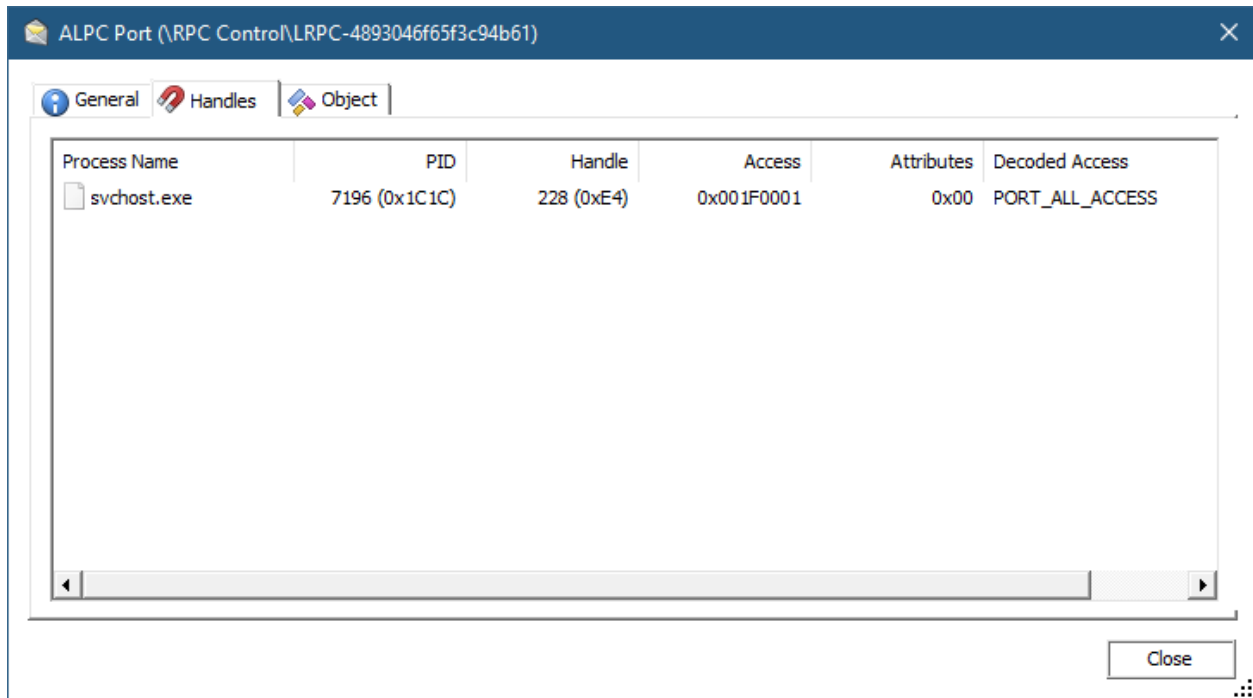 ALPC Port (\RPC Control\LRPC-4893046f65f3c94b61)
General Handles Object
Process Name PID Handle Access Attributes Decoded Access
svchost.exe 7196 (0x1C1C) 228 (0xE4) 0x001F0001 0x00 PORT_ALL_ACCESS
Close